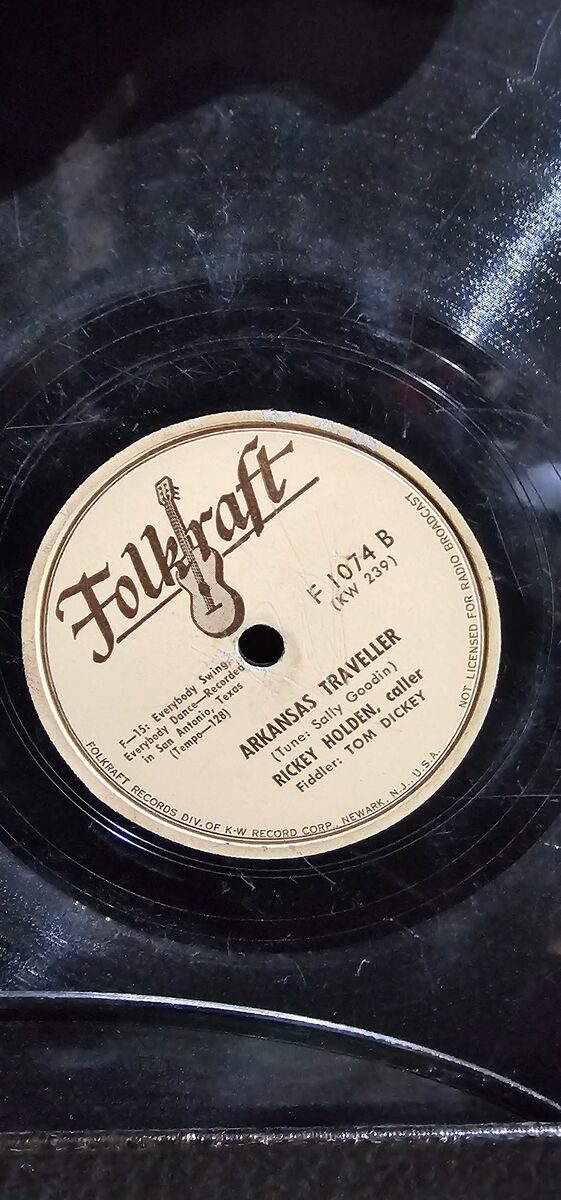 Folkraft
F 1074 B
(KW 239)
F—15: Everybody Swing,
Everybody Dance—Recorded
in San Antonio, Texas
(Tempo—128)
ARKANSAS TRAVELLER
(Tune: Sally Goodin)
RICKEY HOLDEN, caller
Fiddler: TOM DICKEY
NOT LICENSED FOR RADIO BROADCAST
FOLKRAFT RECORDS DIV. OF K-W RECORD CORP., NEWARK, N.J., U.S.A.